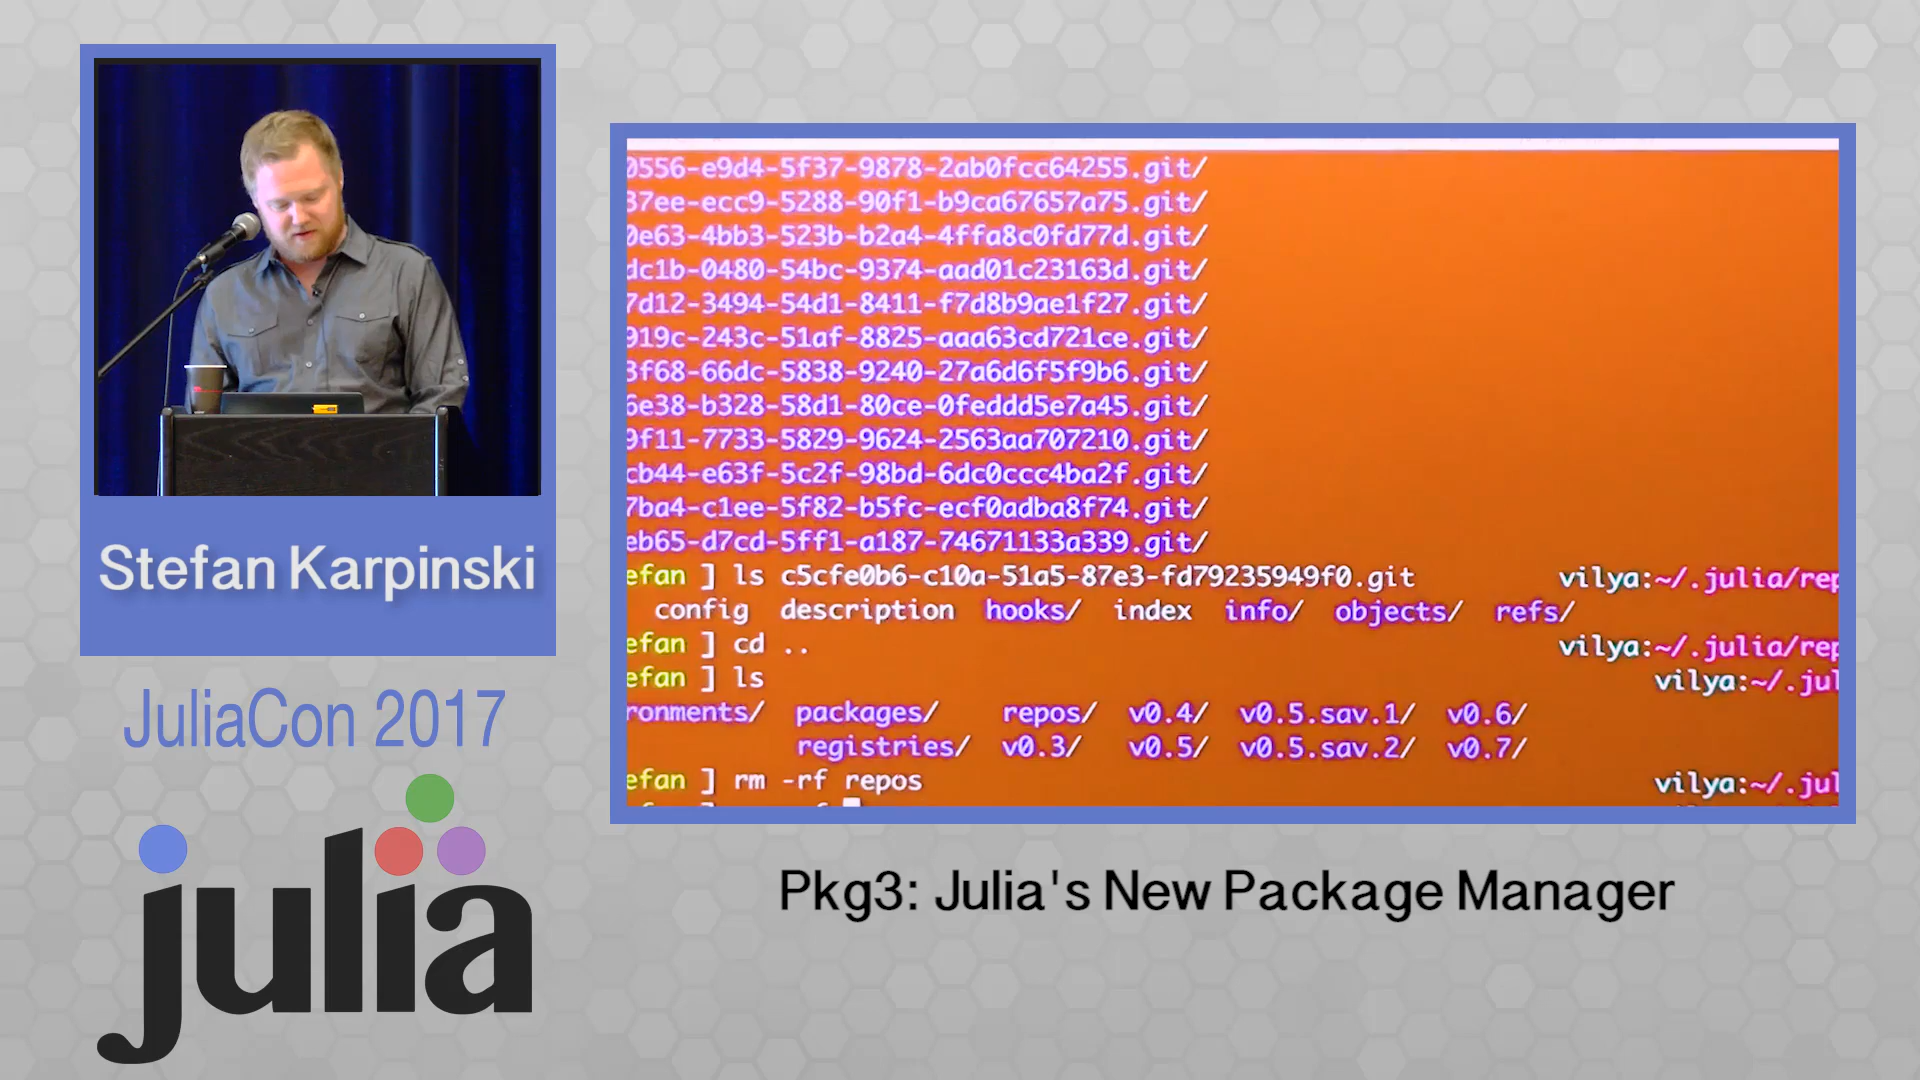 Stefan Karpinski
JuliaCon 2017
julia
0556-e9d4-5f37-9878-2ab0fcc64255.git/
37ee-ecc9-5288-90f1-b9ca67657a75.git/
0e63-4bb3-523b-b2a4-4ffa8c0fd77d.git/
dc1b-0480-54bc-9374-aad01c23163d.git/
7d12-3494-54d1-8411-f7d8b9ae1f27.git/
919c-243c-51af-8825-aaa63cd721ce.git/
3f68-66dc-5838-9240-27a6d6f5f9b6.git/
6e38-b328-58d1-80ce-0feddd5e7a45.git/
9f11-7733-5829-9624-2563aa707210.git/
cb44-e63f-5c2f-98bd-6dc0ccc4ba2f.git/
7ba4-c1ee-5f82-b5fc-ecf0adba8f74.git/
eb65-d7cd-5ff1-a187-74671133a339.git/
efan ] ls c5cfe0b6-c10a-51a5-87e3-fd79235949f0.git vilya:~/.julia/rep
config description hooks/ index info/ objects/ refs/
efan ] cd .. vilya:~/.julia/rep
efan ] ls vilya:~/.jul
ronments/ packages/ repos/ v0.4/ v0.5.sav.1/ v0.6/
registries/ v0.3/ v0.5/ v0.5.sav.2/ v0.7/
efan ] rm -rf repos vilya:~/.jul
Pkg3: Julia's New Package Manager